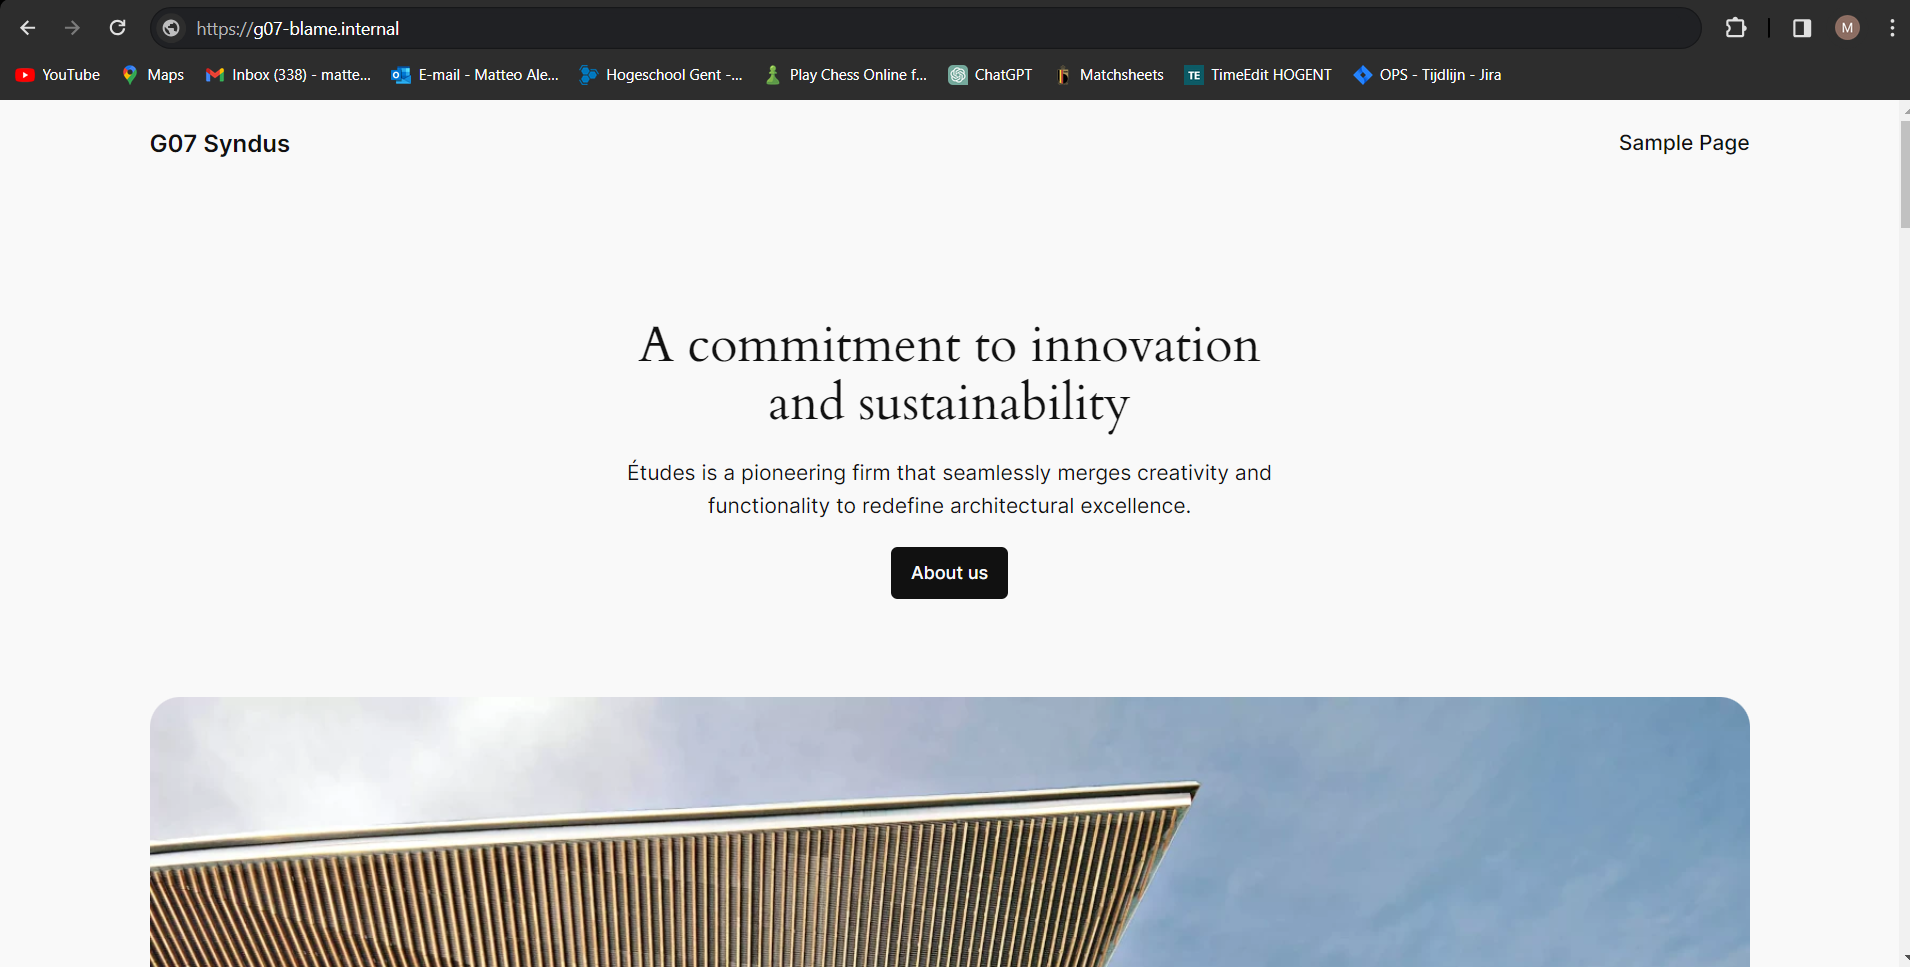 https://g07-blame.internal
M
YouTube Maps Inbox (338) - matte... E-mail - Matteo Ale... Hogeschool Gent -... Play Chess Online f... ChatGPT Matchsheets TE TimeEdit HOGENT OPS - Tijdlijn - Jira
G07 Syndus
Sample Page
A commitment to innovation
and sustainability
Études is a pioneering firm that seamlessly merges creativity and
functionality to redefine architectural excellence.
About us